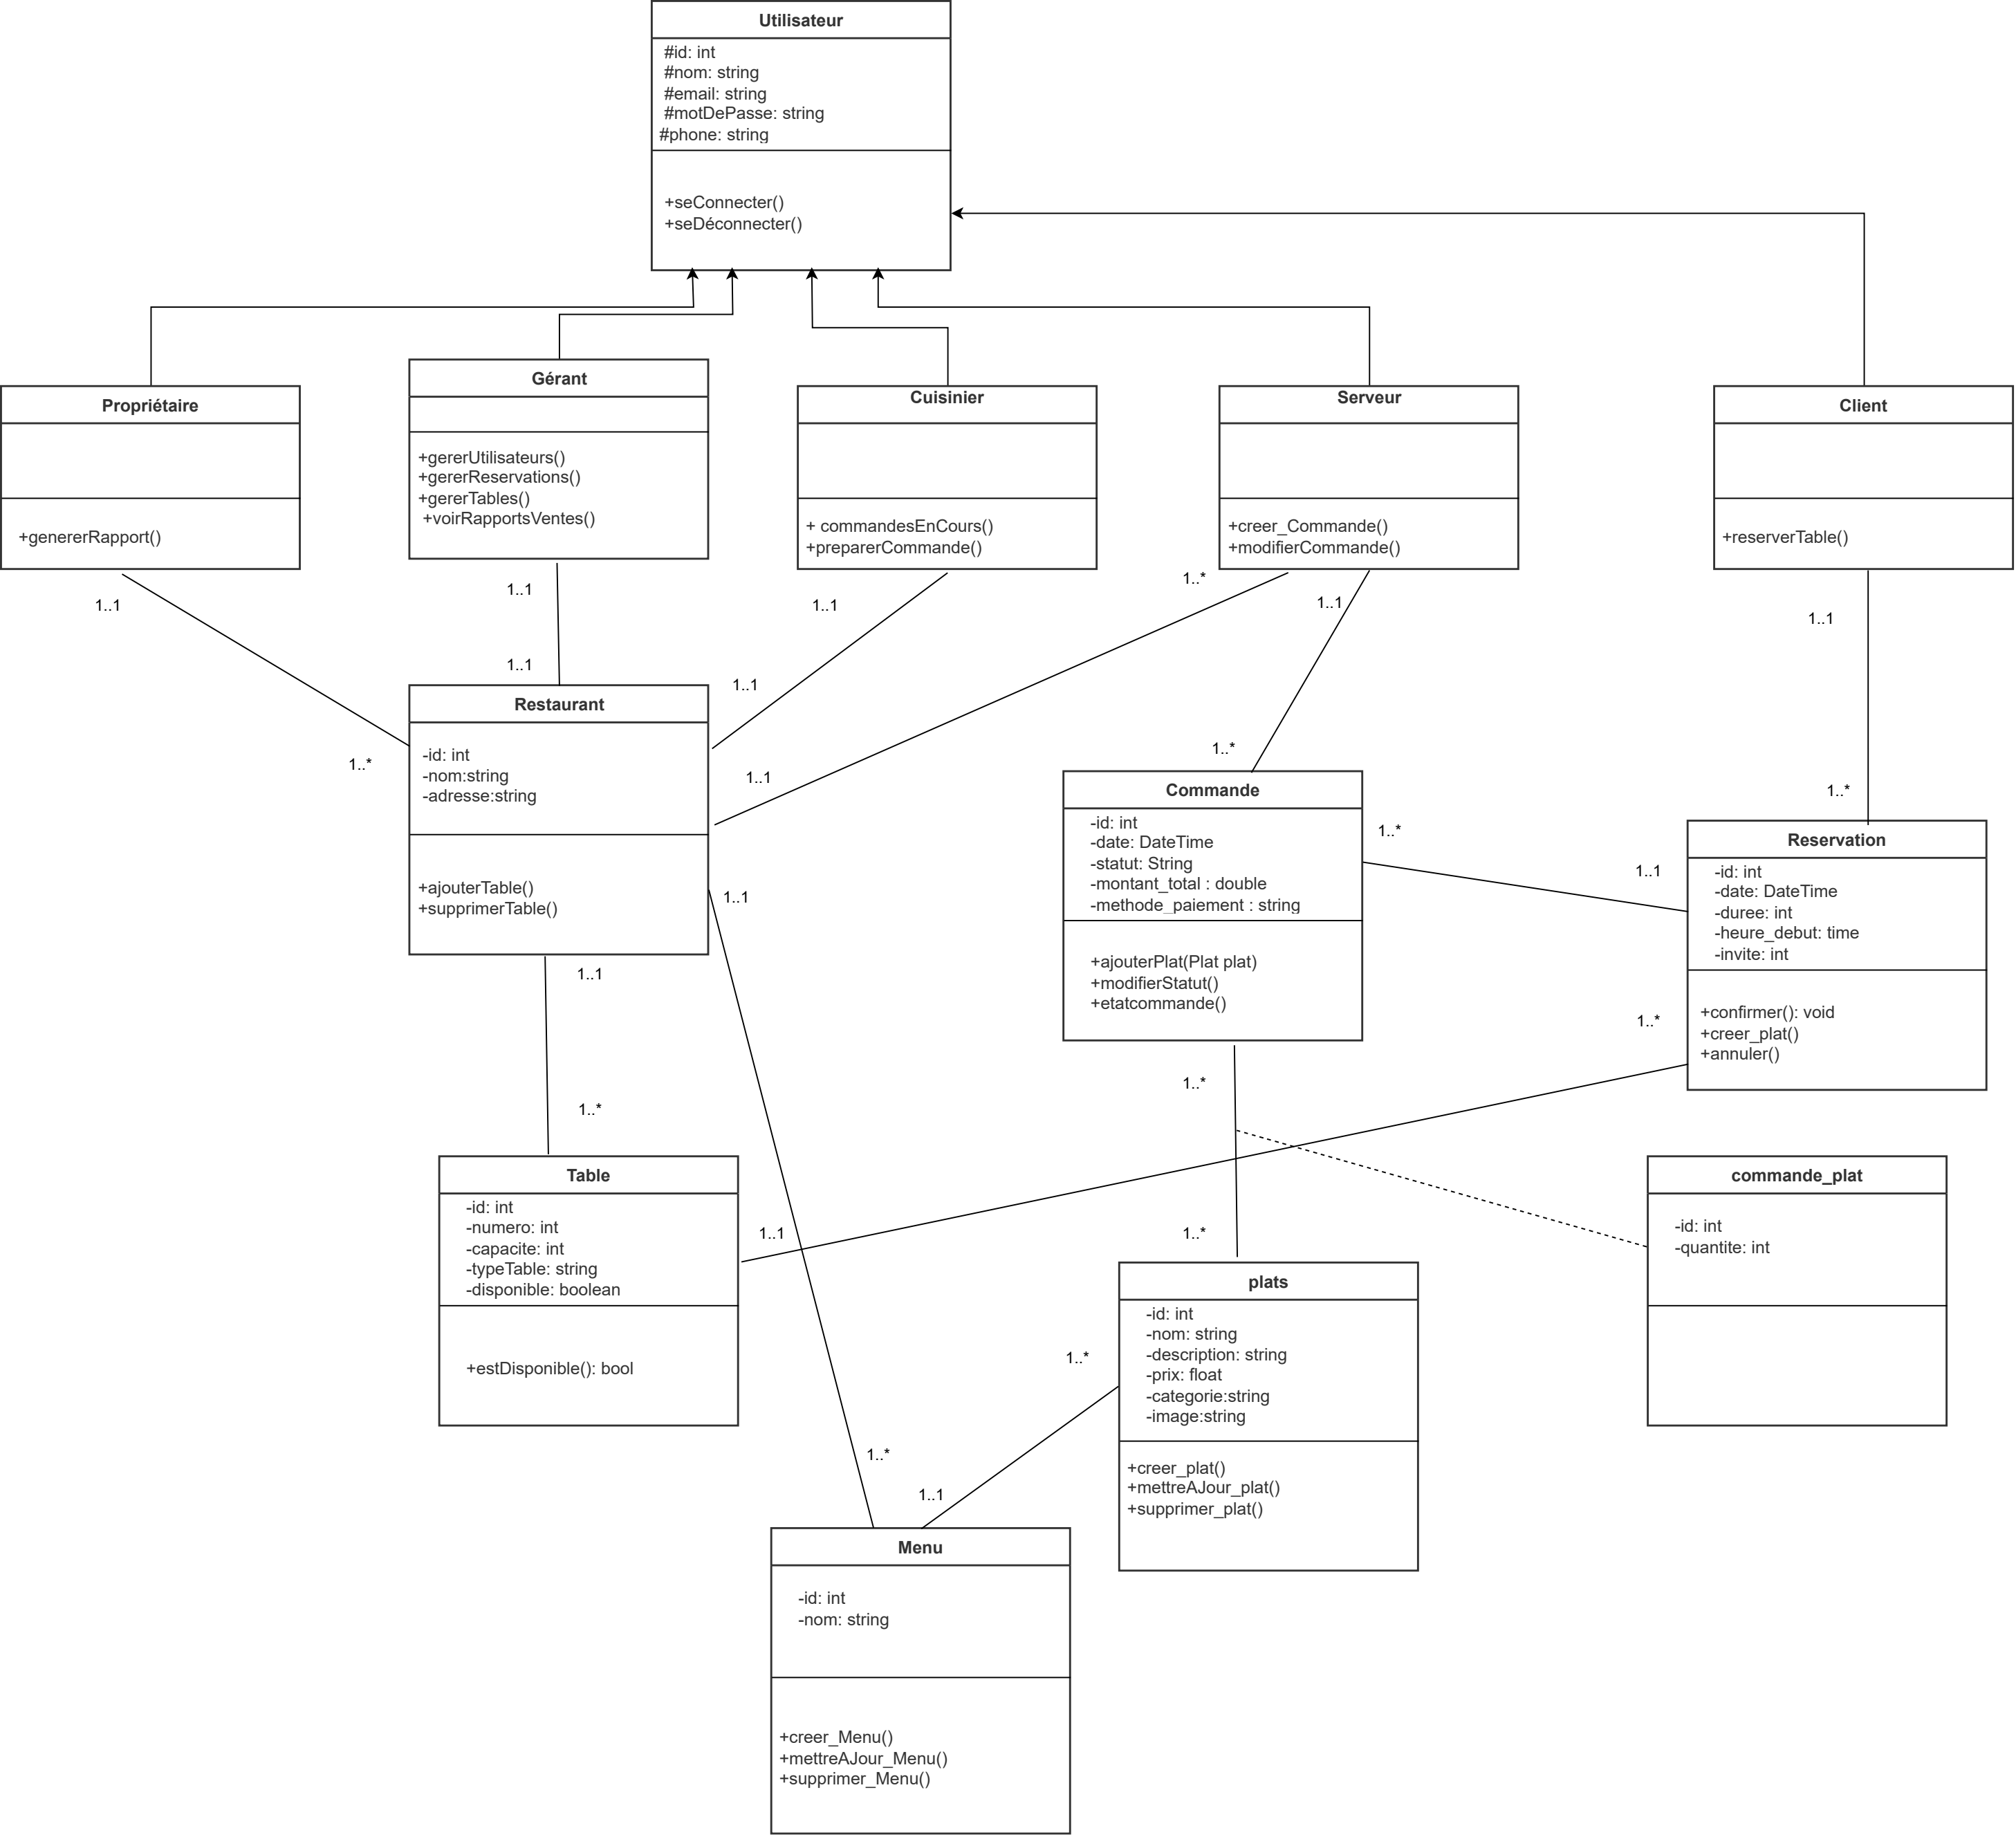 Utilisateur
#id: int
#nom: string
#email: string
#motDePasse: string
#phone: string
+seConnecter()
+seDéconnecter()
Propriétaire
+genererRapport()
Gérant
+gererUtilisateurs()
+gererReservations()
+gererTables()
+voirRapportsVentes()
Cuisinier
+ commandesEnCours()
+preparerCommande()
Serveur
+creer_Commande()
+modifierCommande()
Client
+reserverTable()
1..1
1..*
1..1
1..1
1..1
1..1
1..*
1..1
1..1
1..*
1..1
1..*
Restaurant
-id: int
-nom:string
-adresse:string
+ajouterTable()
+supprimerTable()
1..1
1..1
1..*
Commande
-id: int
-date: DateTime
-statut: String
-montant_total : double
-methode_paiement : string
+ajouterPlat(Plat plat)
+modifierStatut()
+etatcommande()
1..*
1..1
Reservation
-id: int
-date: DateTime
-duree: int
-heure_debut: time
-invite: int
+confirmer(): void
+creer_plat()
+annuler()
1..*
1..1
1..*
1..*
Table
-id: int
-numero: int
-capacite: int
-typeTable: string
-disponible: boolean
+estDisponible(): bool
commande_plat
-id: int
-quantite: int
plats
-id: int
-nom: string
-description: string
-prix: float
-categorie:string
-image:string
+creer_plat()
+mettreAJour_plat()
+supprimer_plat()
1..*
1..*
1..1
Menu
-id: int
-nom: string
+creer_Menu()
+mettreAJour_Menu()
+supprimer_Menu()